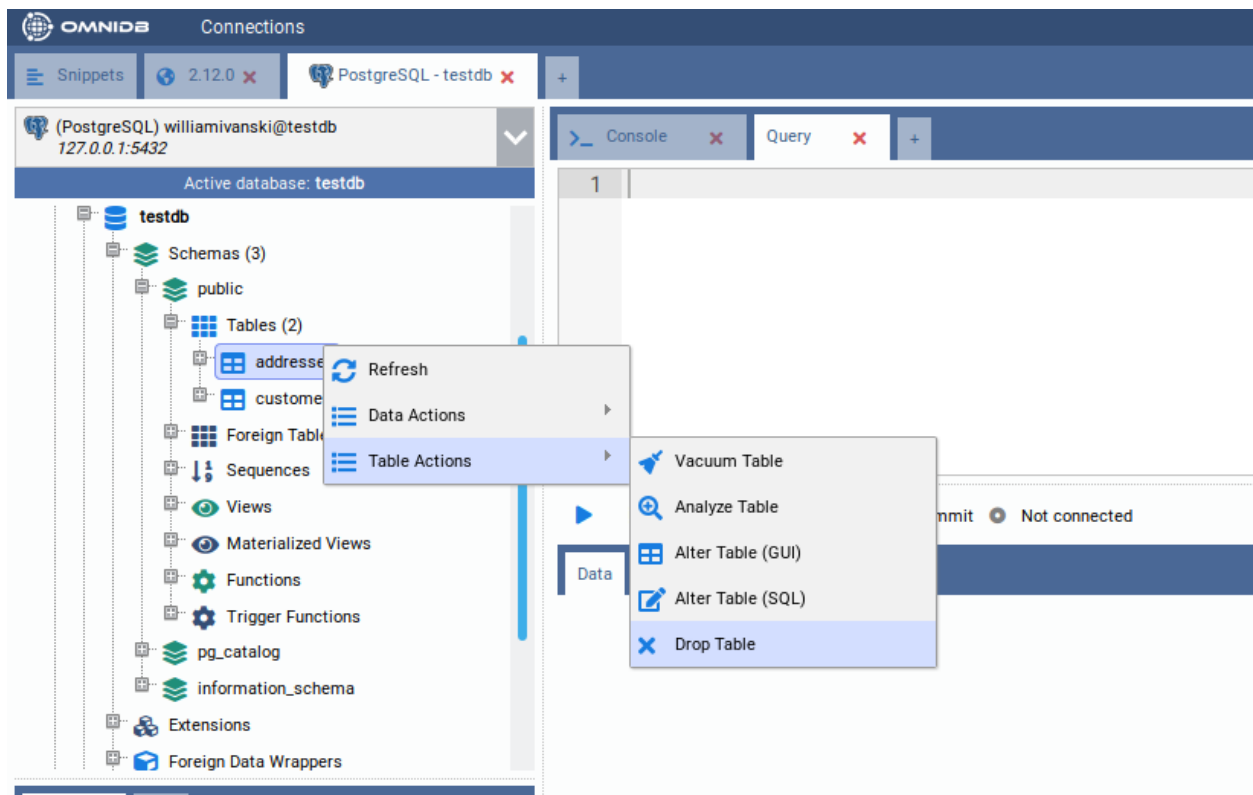 OMNIDB Connections
Snippets 2.12.0 PostgreSQL - testdb +
(PostgreSQL) williamivanski@testdb
127.0.0.1:5432
Active database: testdb
testdb
Schemas (3)
public
Tables (2)
addresse
custome
Foreign Tabl
Sequences
Views
Materialized Views
Functions
Trigger Functions
pg_catalog
information_schema
Extensions
Foreign Data Wrappers
Refresh
Data Actions
Table Actions
Vacuum Table
Analyze Table
Alter Table (GUI)
Alter Table (SQL)
Drop Table
>_ Console Query +
1
mmit Not connected
Data